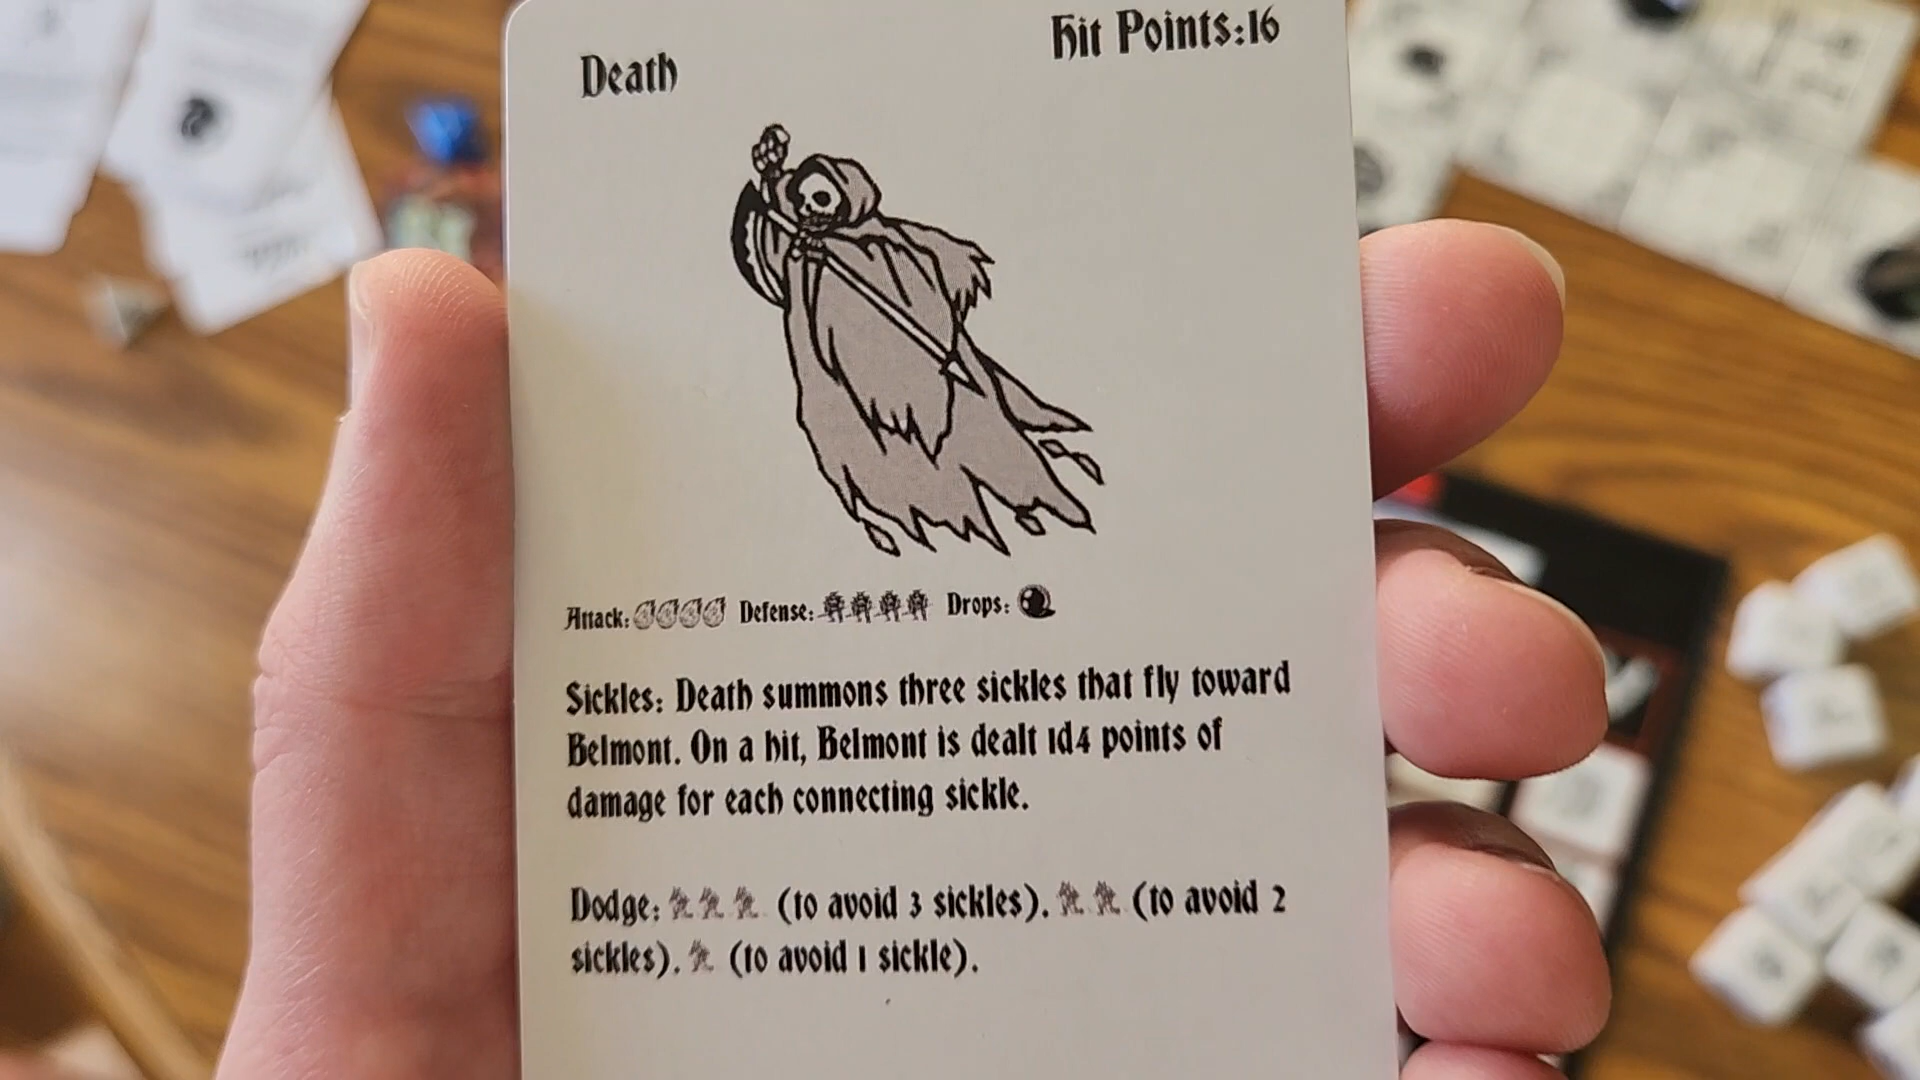 Death
Hit Points:16
Attack: Defense: Drops:
Sickles: Death summons three sickles that fly toward
Belmont. On a hit, Belmont is dealt 1d4 points of
damage for each connecting sickle.
Dodge: (to avoid 3 sickles). (to avoid 2
sickles). (to avoid 1 sickle).